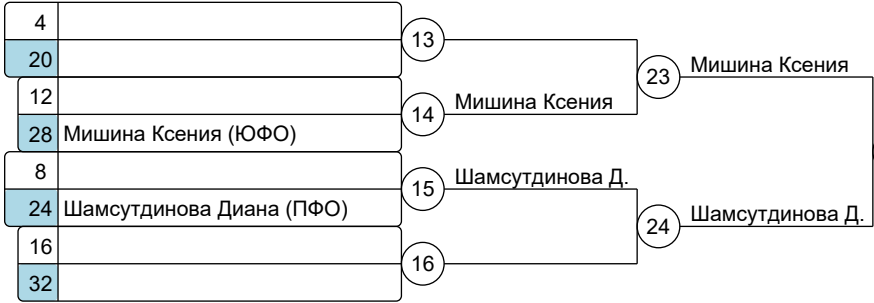 4
13
20
23 Мишина Ксения
12
14 Мишина Ксения
28 Мишина Ксения (ЮФО)
8
15 Шамсутдинова Д.
24 Шамсутдинова Диана (ПФО)
24 Шамсутдинова Д.
16
16
32